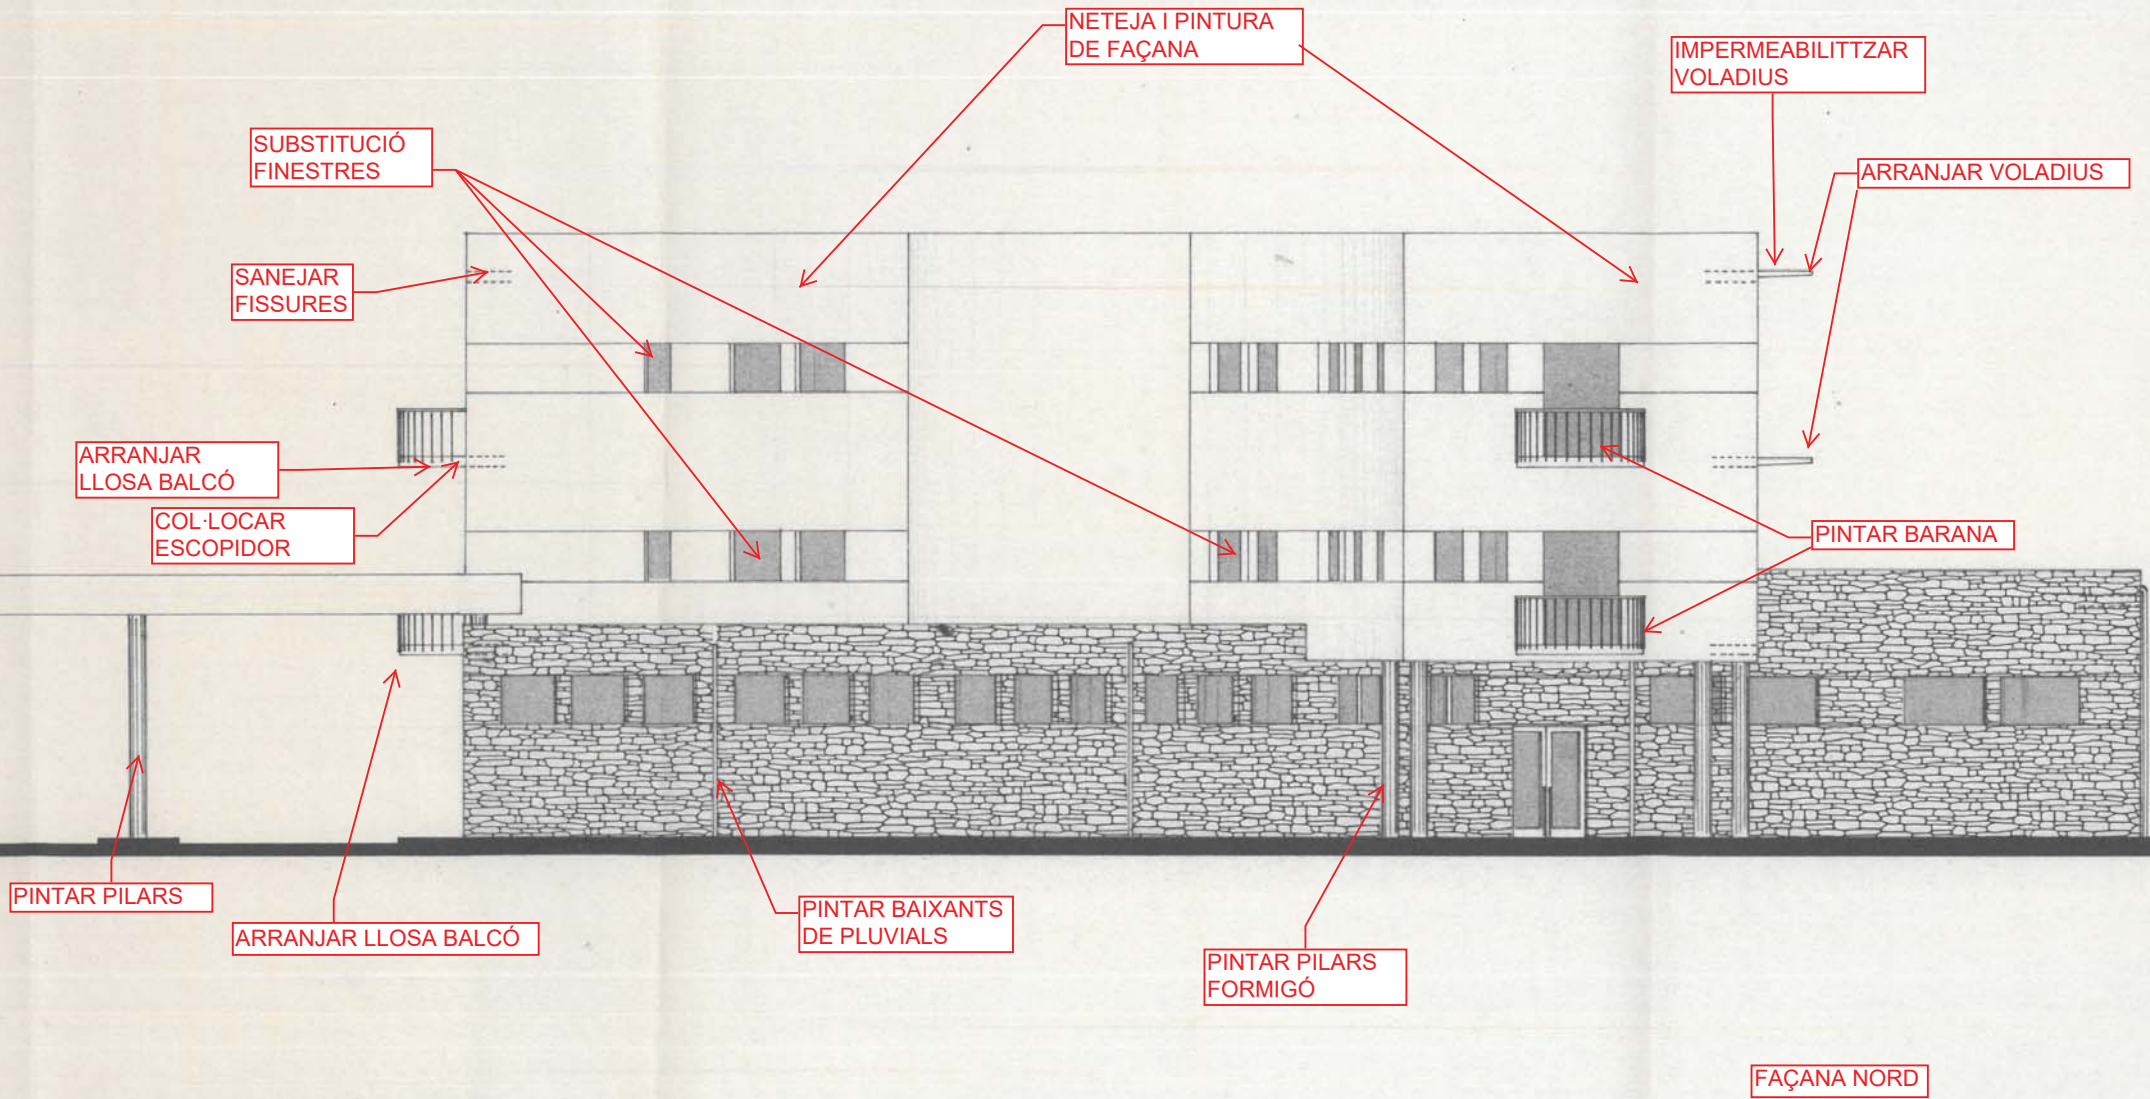 NETEJA I PINTURA
DE FAÇANA
IMPERMEABILITTZAR
VOLADIUS
SUBSTITUCIÓ
FINESTRES
ARRANJAR VOLADIUS
SANEJAR
FISSURES
ARRANJAR
LLOSA BALCÓ
COL·LOCAR
ESCOPIDOR
PINTAR BARANA
PINTAR PILARS
ARRANJAR LLOSA BALCÓ
PINTAR BAIXANTS
DE PLUVIALS
PINTAR PILARS
FORMIGÓ
FAÇANA NORD